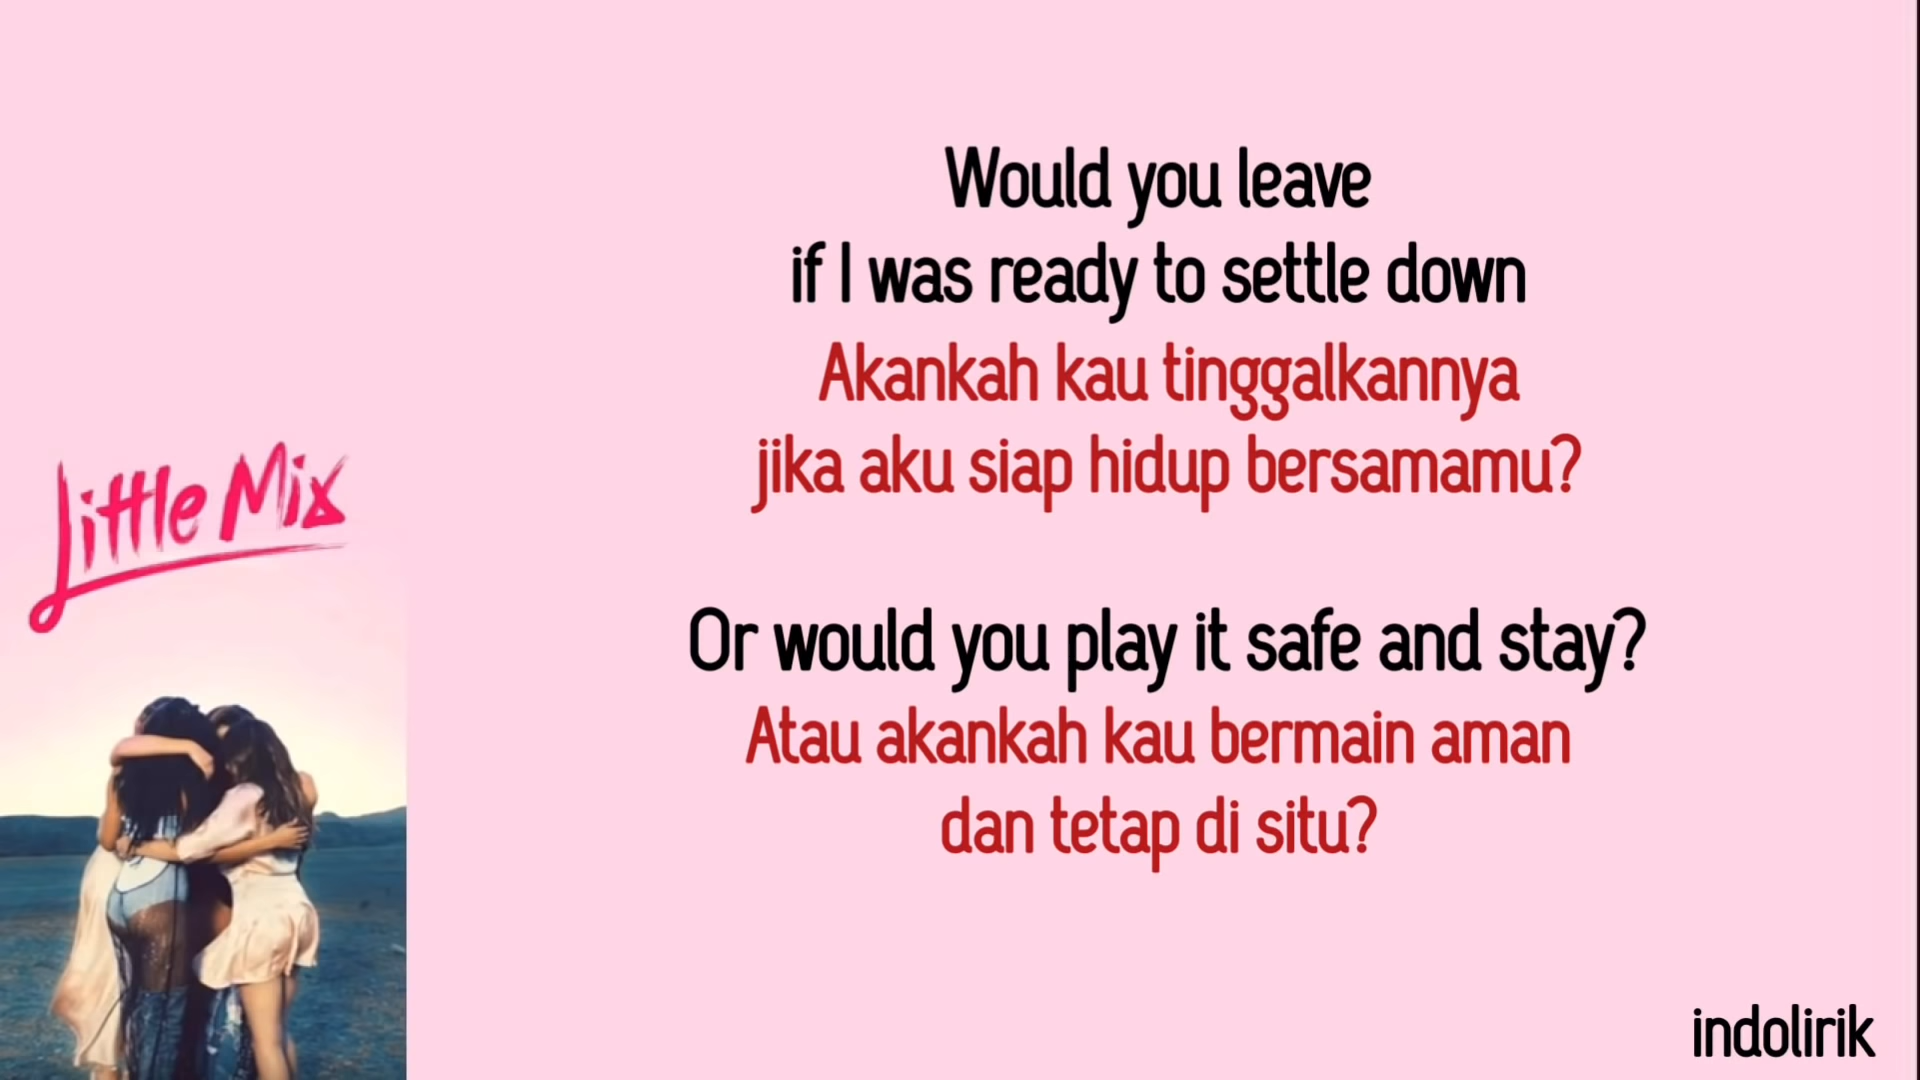 Would you leave
if I was ready to settle down
Akankah kau tinggalkannya
jika aku siap hidup bersamamu?
Or would you play it safe and stay?
Atau akankah kau bermain aman
dan tetap di situ?
Little Mix
indolirik